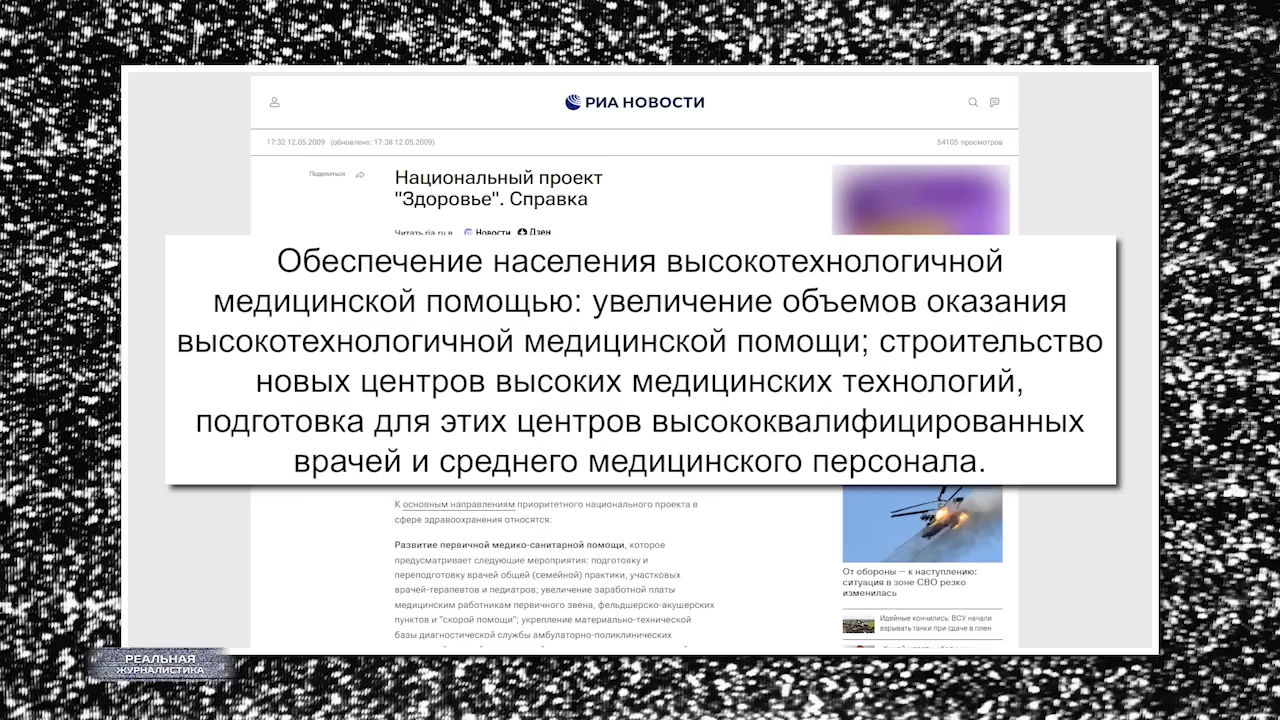 РИА НОВОСТИ
17:32 12.05.2009 (обновлено: 17:38 12.05.2009)
54105 просмотров
Поделиться
Национальный проект
"Здоровье". Справка
Читать ria.ru в Новости Дзен
Обеспечение населения высокотехнологичной
медицинской помощью: увеличение объемов оказания
высокотехнологичной медицинской помощи; строительство
новых центров высоких медицинских технологий,
подготовка для этих центров высококвалифицированных
врачей и среднего медицинского персонала.
К основным направлениям приоритетного национального проекта в
сфере здравоохранения относятся:
Развитие первичной медико-санитарной помощи, которое
предусматривает следующие мероприятия: подготовку и
переподготовку врачей общей (семейной) практики, участковых
врачей-терапевтов и педиатров; увеличение заработной платы
медицинским работникам первичного звена, фельдшерско-акушерских
пунктов и "скорой помощи"; укрепление материально-технической
базы диагностической службы амбулаторно-поликлинических
От обороны — к наступлению:
ситуация в зоне СВО резко
изменилась
Идейные кончились: ВСУ начали
взрывать танки при сдаче в плен
РЕАЛЬНАЯ
ЖУРНАЛИСТИКА